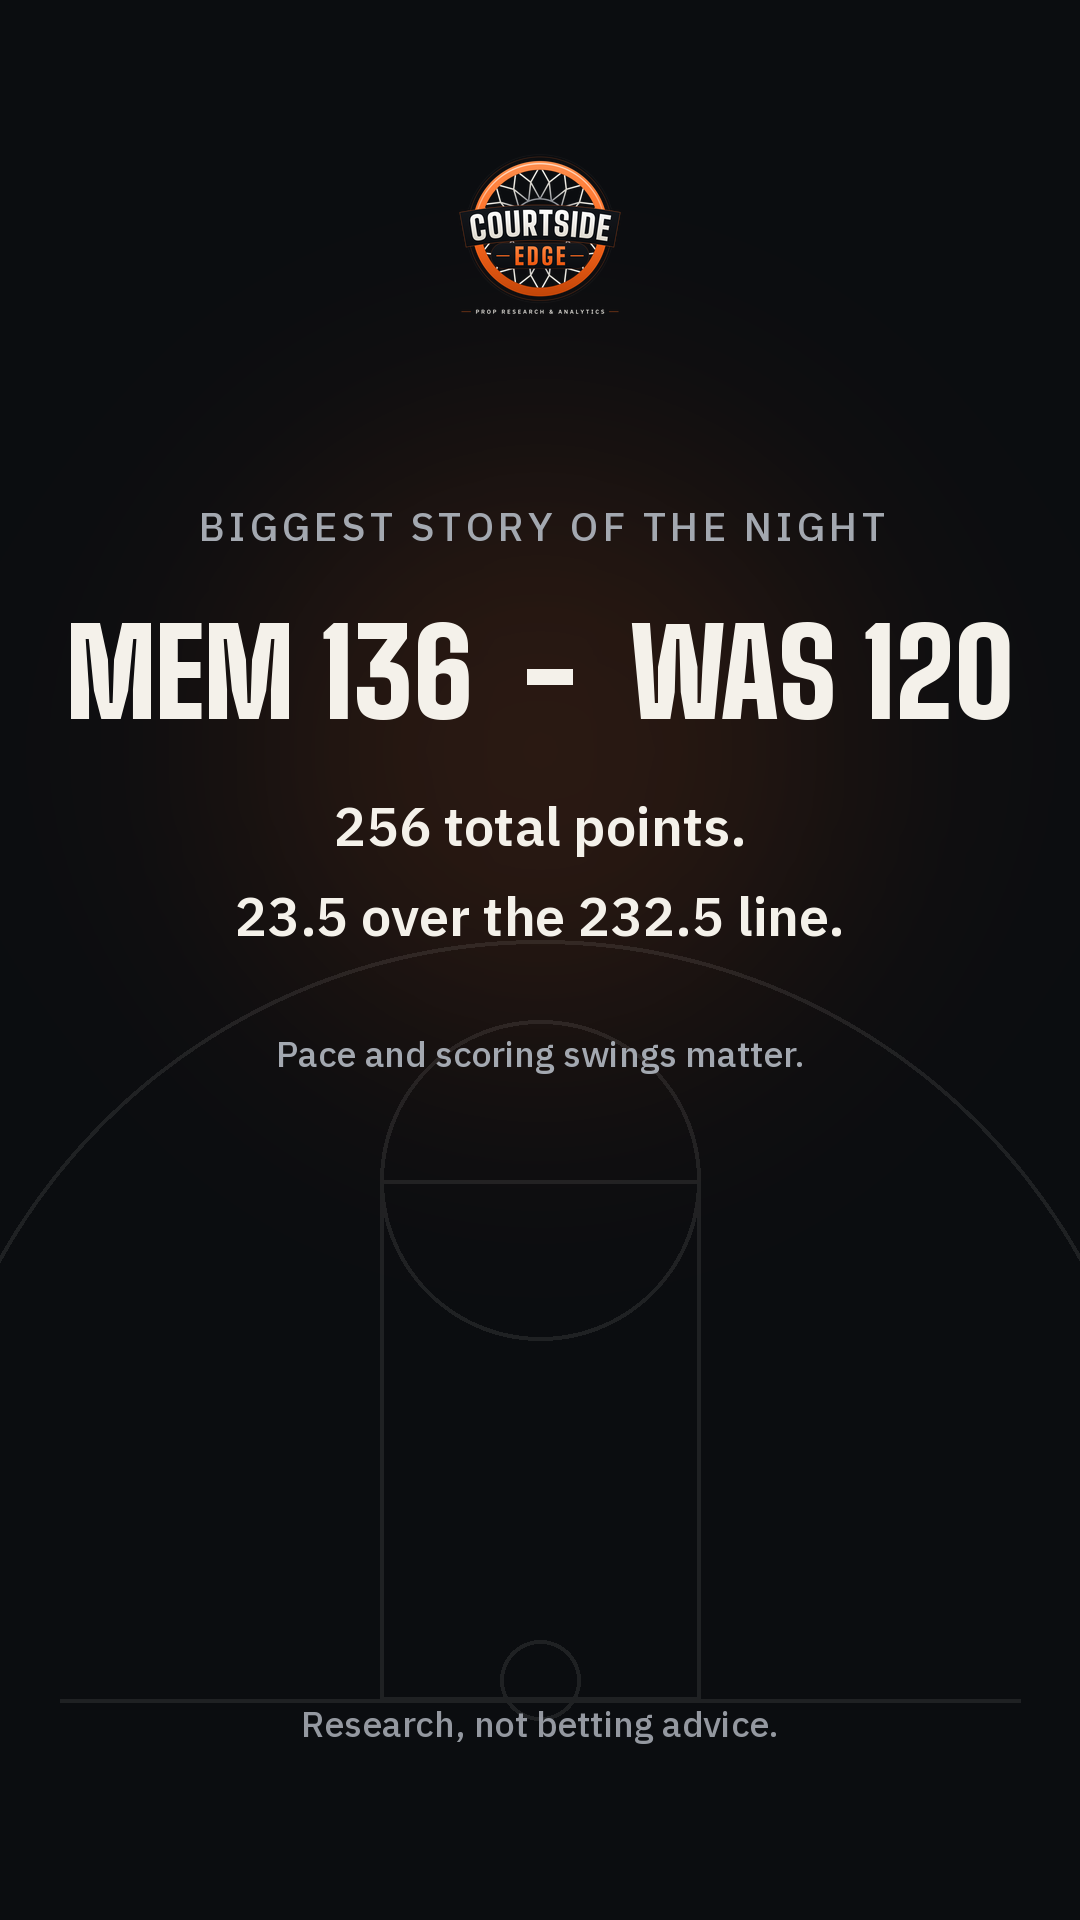 COURTSIDE
EDGE
PROP RESEARCH & ANALYTICS
BIGGEST STORY OF THE NIGHT
MEM 136 – WAS 120
256 total points.
23.5 over the 232.5 line.
Pace and scoring swings matter.
Research, not betting advice.